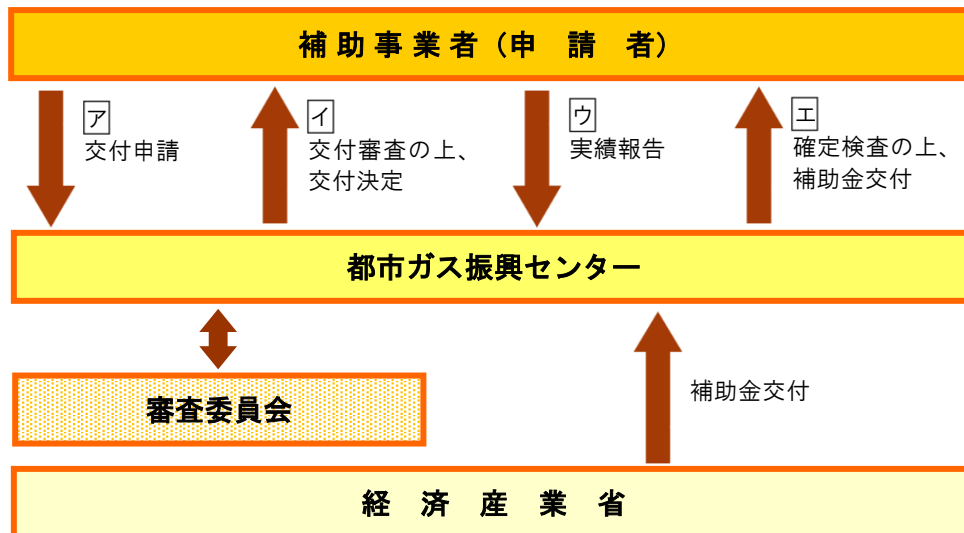 補助事業者（申　請　者）
ア
交付申請
イ
交付審査の上、
交付決定
ウ
実績報告
エ
確定検査の上、
補助金交付
都市ガス振興センター
審査委員会
補助金交付
経　済　産　業　省